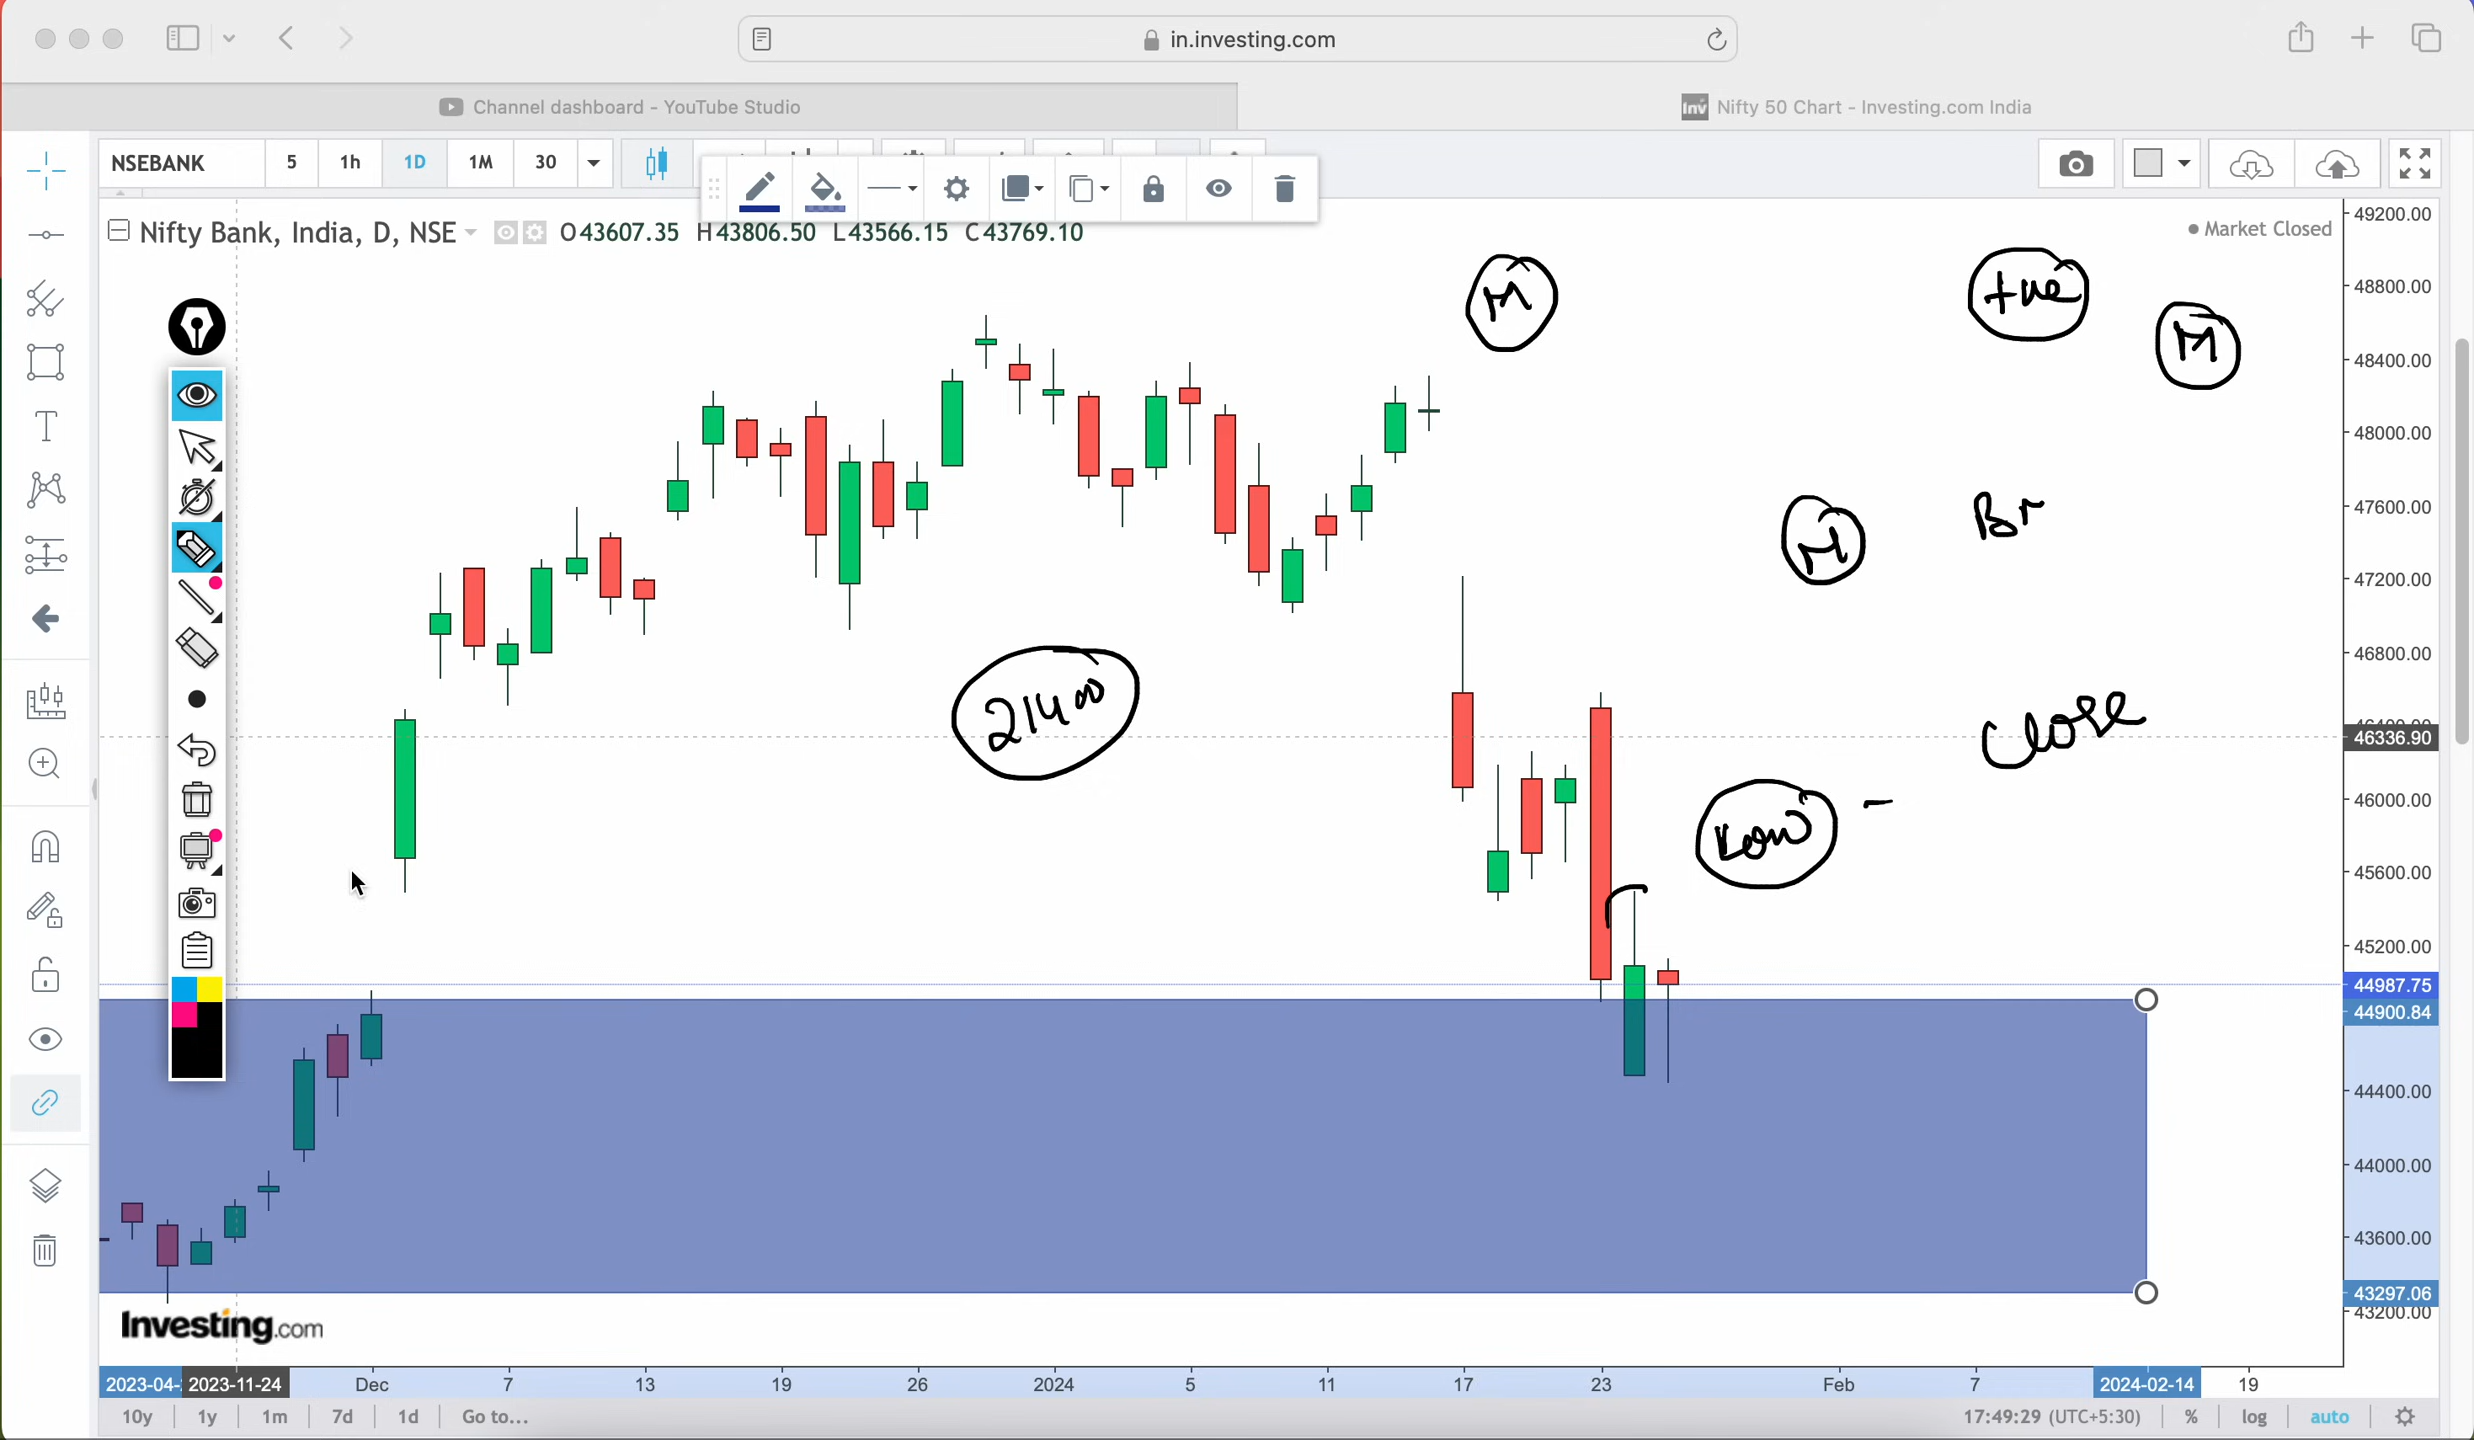 in.investing.com
Channel dashboard - YouTube Studio
Inv Nifty 50 Chart - Investing.com India
NSEBANK 5 1h 1D 1M 30
Nifty Bank, India, D, NSE O43607.35 H43806.50 L43566.15 C43769.10
Market Closed
49200.00
48800.00
48400.00
48000.00
47600.00
47200.00
46800.00
46336.90
46000.00
45600.00
45200.00
44987.75
44900.84
44400.00
44000.00
43600.00
43297.06
43200.00
M
+ve
M
M
Br
21400
Close
Low -
Investing.com
2023-04- 2023-11-24 Dec 7 13 19 26 2024 5 11 17 23 Feb 7 2024-02-14 19
10y 1y 1m 7d 1d Go to... 17:49:29 (UTC+5:30) % log auto